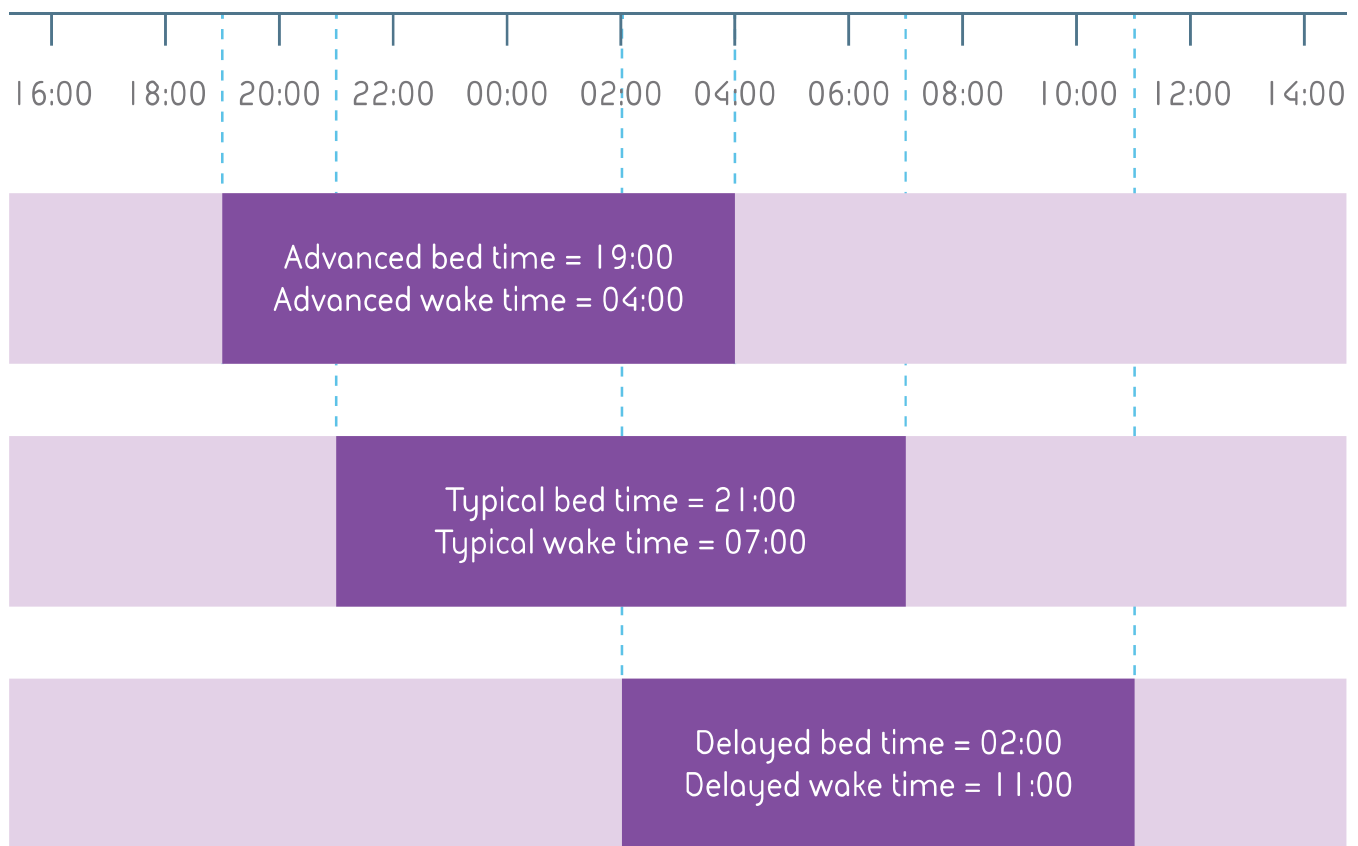 16:00 18:00 20:00 22:00 00:00 02:00 04:00 06:00 08:00 10:00 12:00 14:00
Advanced bed time = 19:00
Advanced wake time = 04:00
Typical bed time = 21:00
Typical wake time = 07:00
Delayed bed time = 02:00
Delayed wake time = 11:00